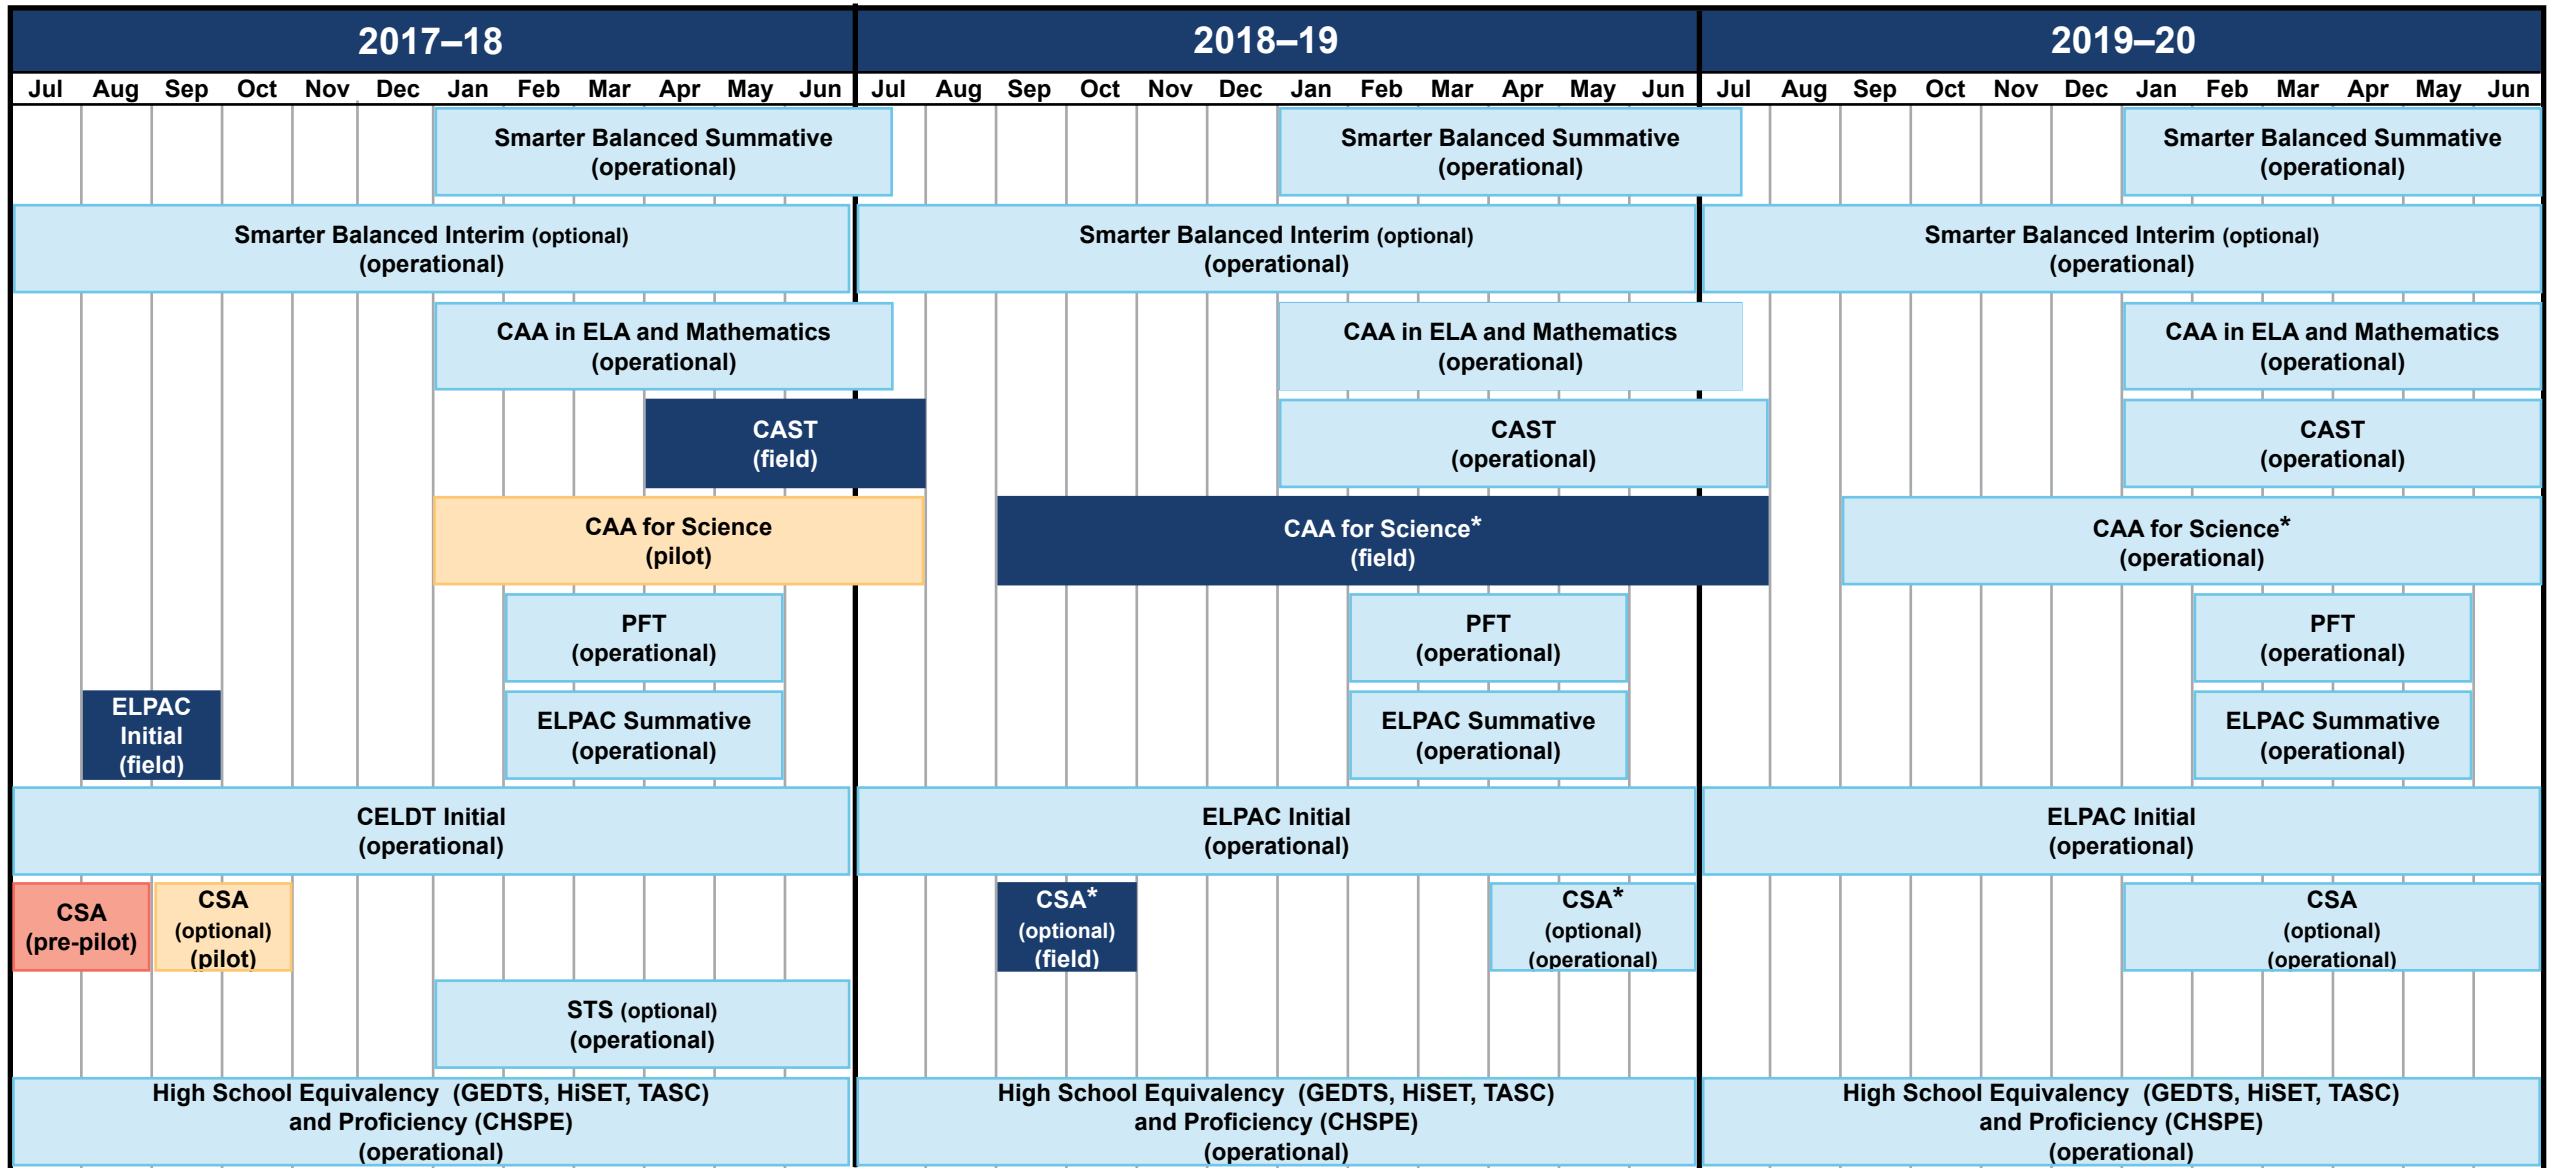 2017–18 2018–19 2019–20
Jul Aug Sep Oct Nov Dec Jan Feb Mar Apr May Jun Jul Aug Sep Oct Nov Dec Jan Feb Mar Apr May Jun Jul Aug Sep Oct Nov Dec Jan Feb Mar Apr May Jun
Smarter Balanced Summative
(operational)
Smarter Balanced Summative
(operational)
Smarter Balanced Summative
(operational)
Smarter Balanced Interim (optional)
(operational)
Smarter Balanced Interim (optional)
(operational)
Smarter Balanced Interim (optional)
(operational)
CAA in ELA and Mathematics
(operational)
CAA in ELA and Mathematics
(operational)
CAA in ELA and Mathematics
(operational)
CAST
(field)
CAST
(operational)
CAST
(operational)
CAA for Science
(pilot)
CAA for Science*
(field)
CAA for Science*
(operational)
PFT
(operational)
PFT
(operational)
PFT
(operational)
ELPAC
Initial
(field)
ELPAC Summative
(operational)
ELPAC Summative
(operational)
ELPAC Summative
(operational)
CELDT Initial
(operational)
ELPAC Initial
(operational)
ELPAC Initial
(operational)
CSA
(pre-pilot)
CSA
(optional)
(pilot)
CSA*
(optional)
(field)
CSA*
(optional)
(operational)
CSA
(optional)
(operational)
STS (optional)
(operational)
High School Equivalency (GEDTS, HiSET, TASC)
and Proficiency (CHSPE)
(operational)
High School Equivalency (GEDTS, HiSET, TASC)
and Proficiency (CHSPE)
(operational)
High School Equivalency (GEDTS, HiSET, TASC)
and Proficiency (CHSPE)
(operational)